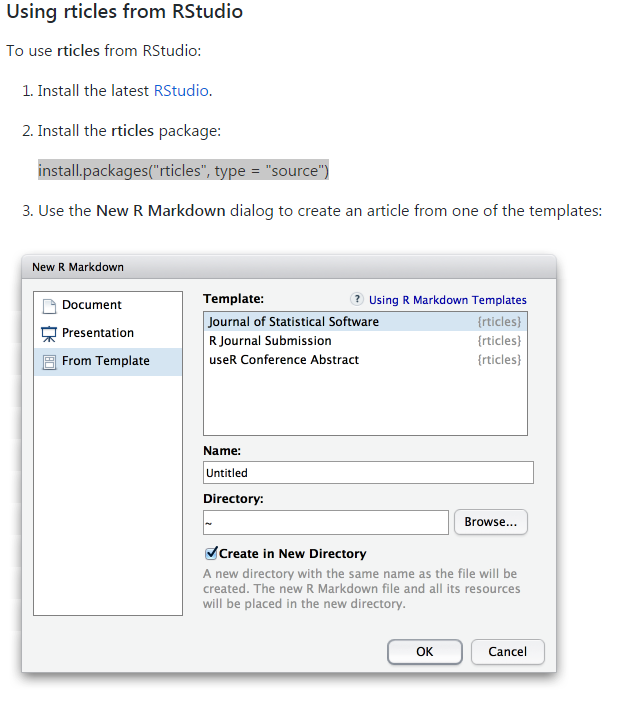 Using rticles from RStudio
To use rticles from RStudio:
1. Install the latest RStudio.
2. Install the rticles package:
install.packages("rticles", type = "source")
3. Use the New R Markdown dialog to create an article from one of the templates:
New R Markdown
Document
Presentation
From Template
Template:
? Using R Markdown Templates
Journal of Statistical Software {rticles}
R Journal Submission {rticles}
useR Conference Abstract {rticles}
Name:
Untitled
Directory:
~
Browse...
Create in New Directory
A new directory with the same name as the file will be
created. The new R Markdown file and all its resources
will be placed in the new directory.
OK
Cancel